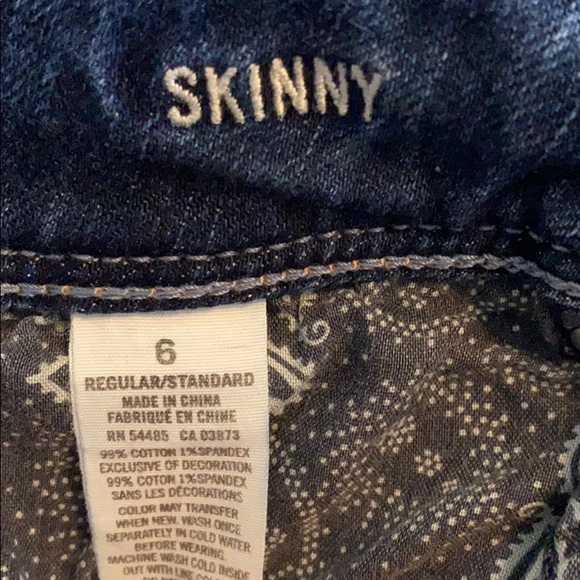 SKINNY
6
REGULAR/STANDARD
MADE IN CHINA
FABRIQUÉ EN CHINE
RN 54485 CA 03873
99% COTTON 1% SPANDEX
EXCLUSIVE OF DECORATION
99% COTTON 1% SPANDEX
SANS LES DÉCORATIONS
COLOR MAY TRANSFER
WHEN NEW. WASH ONCE
SEPARATELY IN COLD WATER
BEFORE WEARING.
MACHINE WASH COLD INSIDE
OUT WITH LIKE